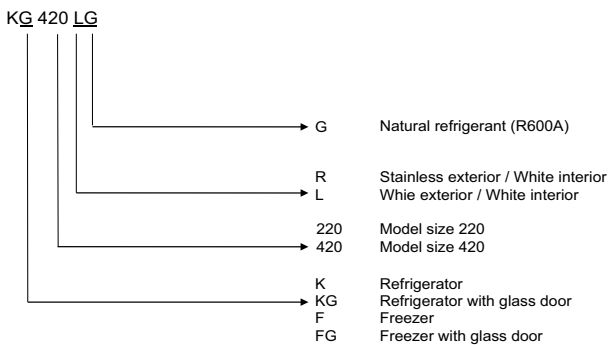 KG 420 LG
G Natural refrigerant (R600A)
R Stainless exterior / White interior
L Whie exterior / White interior
220 Model size 220
420 Model size 420
K Refrigerator
KG Refrigerator with glass door
F Freezer
FG Freezer with glass door